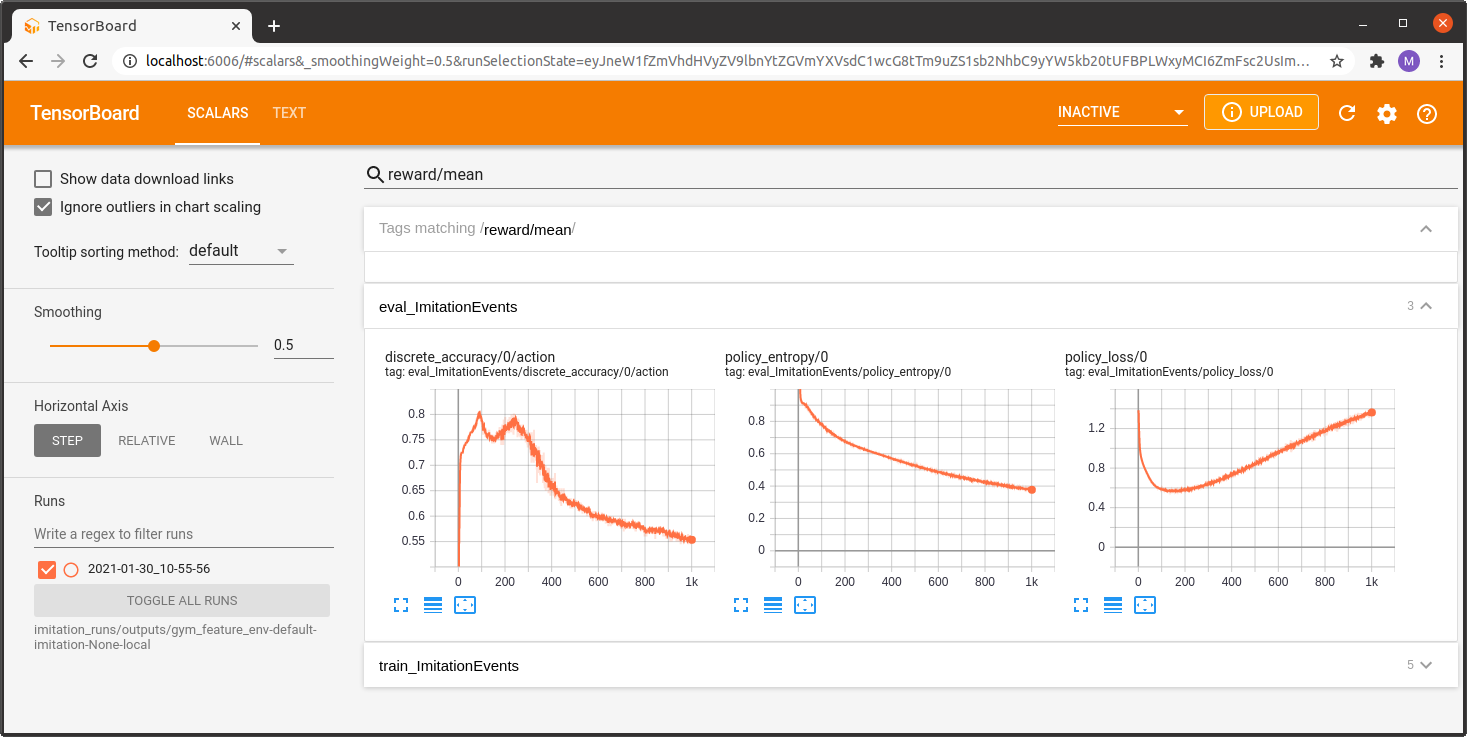 TensorBoard
localhost:6006/#scalars&_smoothingWeight=0.5&runSelectionState=eyJneW1fZmVhdHVyZV9lbnYtZGVmYXVsdC1wcG8tTm9uZS1sb2NhbC9yYW5kb20tUFBPLWxyMCI6ZmFsc2UsIm...
M
TensorBoard
SCALARS
TEXT
INACTIVE
UPLOAD
Show data download links
Ignore outliers in chart scaling
Tooltip sorting method: default
Smoothing
0.5
Horizontal Axis
STEP
RELATIVE
WALL
Runs
Write a regex to filter runs
2021-01-30_10-55-56
TOGGLE ALL RUNS
imitation_runs/outputs/gym_feature_env-default-
imitation-None-local
reward/mean
Tags matching /reward/mean/
eval_ImitationEvents
3
discrete_accuracy/0/action
tag: eval_ImitationEvents/discrete_accuracy/0/action
0.8
0.75
0.7
0.65
0.6
0.55
0 200 400 600 800 1k
policy_entropy/0
tag: eval_ImitationEvents/policy_entropy/0
0.8
0.6
0.4
0.2
0
0 200 400 600 800 1k
policy_loss/0
tag: eval_ImitationEvents/policy_loss/0
1.2
0.8
0.4
0
0 200 400 600 800 1k
train_ImitationEvents
5